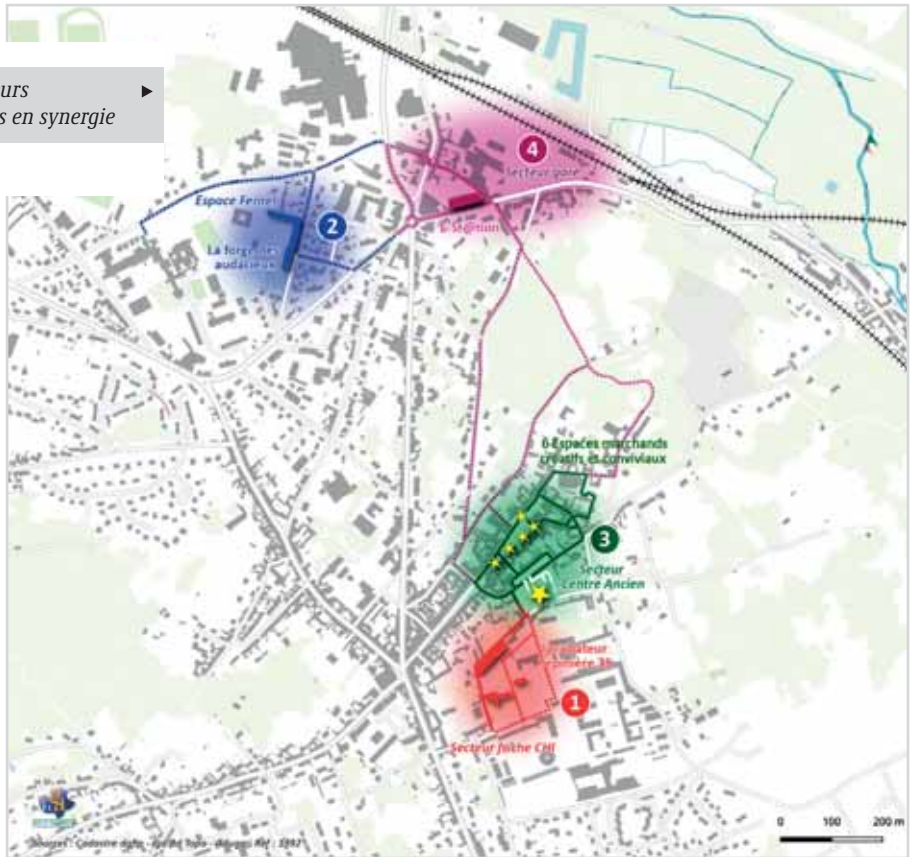 urs
s en synergie
4
Secteur gare
Espace Fernel
2
La forge des
audacieux
6 Espaces marchands
créatifs et conviviaux
3
Secteur
Centre Ancien
1
Secteur friche CHI
0 100 200 m